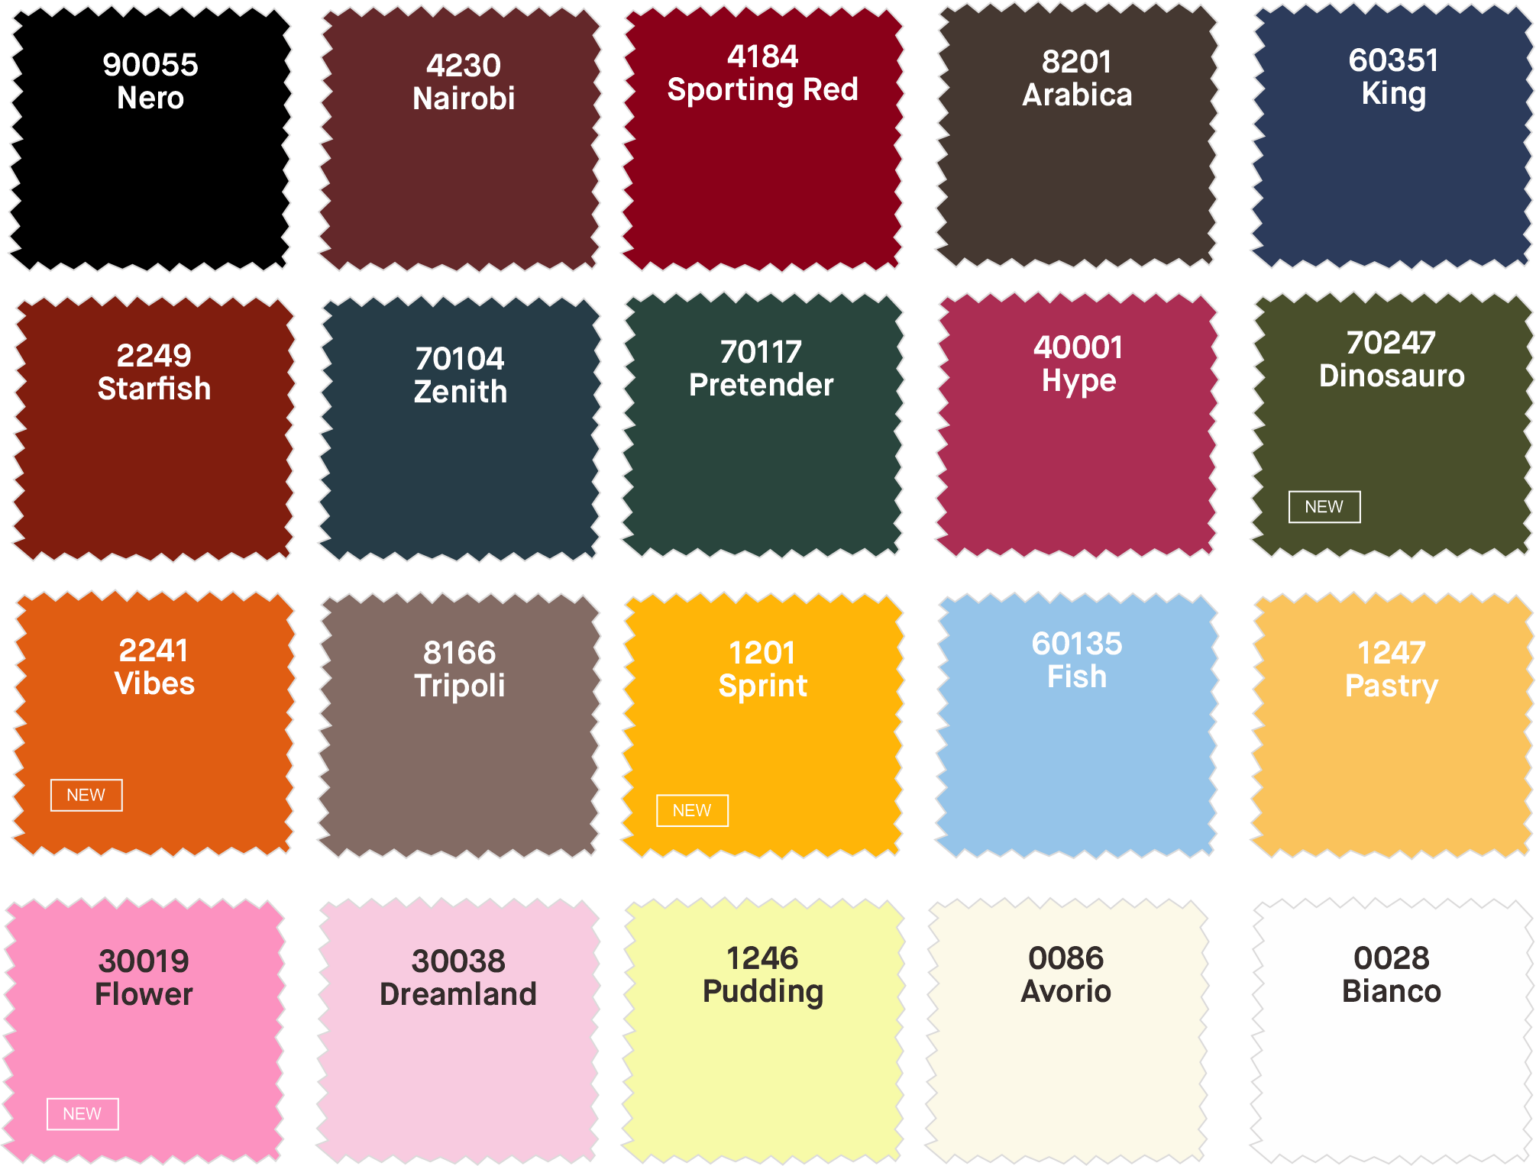 90055
Nero
4230
Nairobi
4184
Sporting Red
8201
Arabica
60351
King
2249
Starfish
70104
Zenith
70117
Pretender
40001
Hype
70247
Dinosauro
NEW
2241
Vibes
NEW
8166
Tripoli
1201
Sprint
NEW
60135
Fish
1247
Pastry
30019
Flower
NEW
30038
Dreamland
1246
Pudding
0086
Avorio
0028
Bianco